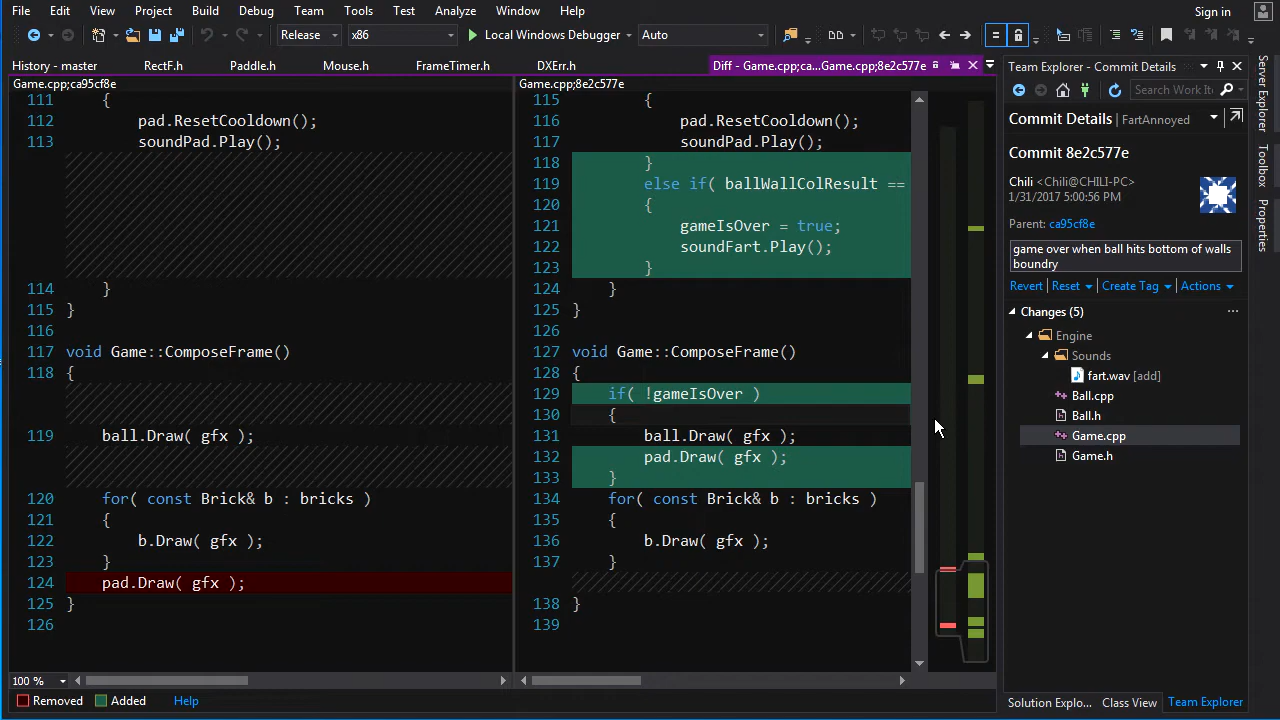 File Edit View Project Build Debug Team Tools Test Analyze Window Help Sign in
Release x86 Local Windows Debugger Auto
History - master RectF.h Paddle.h Mouse.h FrameTimer.h DXErr.h Diff - Game.cpp;ca...Game.cpp;8e2c577e
Game.cpp;ca95cf8e
111 {
112 pad.ResetCooldown();
113 soundPad.Play();
114 }
115 }
116
117 void Game::ComposeFrame()
118 {
119 ball.Draw( gfx );
120 for( const Brick& b : bricks )
121 {
122 b.Draw( gfx );
123 }
124 pad.Draw( gfx );
125 }
126
100 %
Game.cpp;8e2c577e
115 {
116 pad.ResetCooldown();
117 soundPad.Play();
118 }
119 else if( ballWallColResult ==
120 {
121 gameIsOver = true;
122 soundFart.Play();
123 }
124 }
125 }
126
127 void Game::ComposeFrame()
128 {
129 if( !gameIsOver )
130 {
131 ball.Draw( gfx );
132 pad.Draw( gfx );
133 }
134 for( const Brick& b : bricks )
135 {
136 b.Draw( gfx );
137 }
138 }
139
Removed Added Help
Team Explorer - Commit Details
Search Work Ite
Commit Details | FartAnnoyed
Commit 8e2c577e
Chili <Chili@CHILI-PC>
1/31/2017 5:00:56 PM
Parent: ca95cf8e
game over when ball hits bottom of walls
boundry
Revert | Reset | Create Tag | Actions
Changes (5)
Engine
Sounds
fart.wav [add]
Ball.cpp
Ball.h
Game.cpp
Game.h
Solution Explo... Class View Team Explorer
Server Explorer
Toolbox
Properties